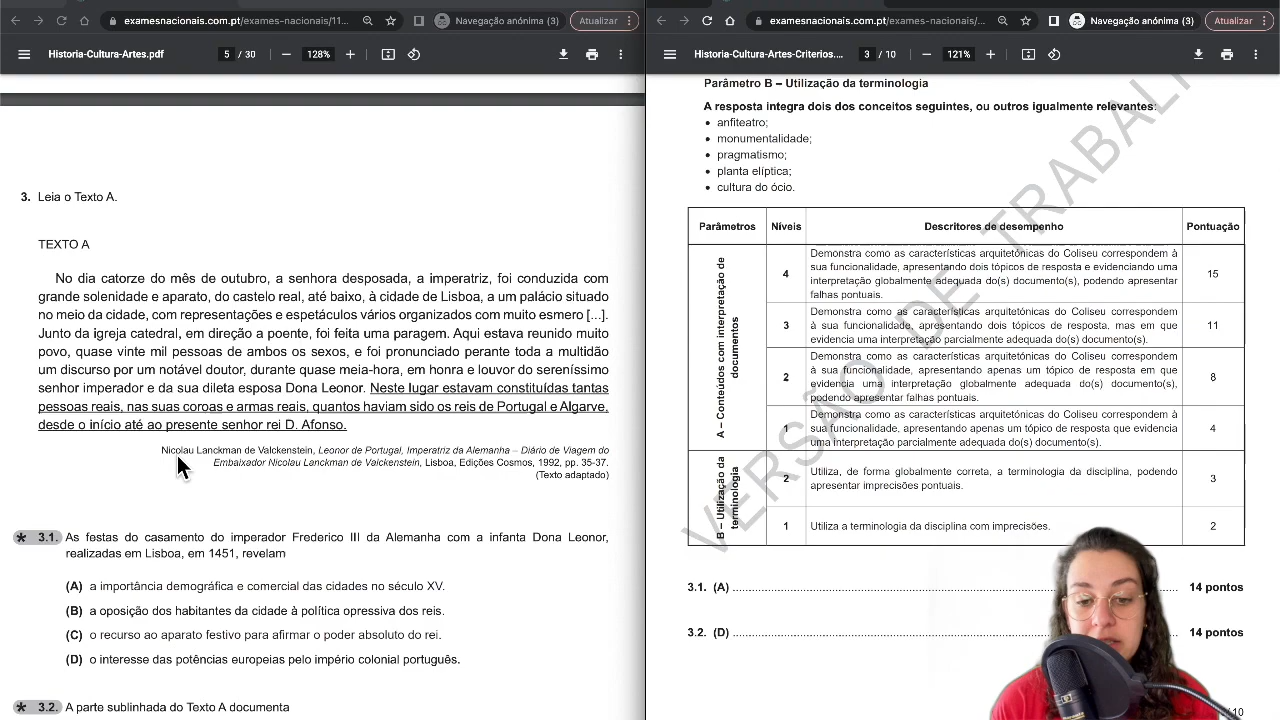 examesnacionais.com.pt/exames-nacionais/11...
Navegação anónima (3)
Atualizar
Historia-Cultura-Artes.pdf
5 / 30
128%
3. Leia o Texto A.
TEXTO A
No dia catorze do mês de outubro, a senhora desposada, a imperatriz, foi conduzida com
grande solenidade e aparato, do castelo real, até baixo, à cidade de Lisboa, a um palácio situado
no meio da cidade, com representações e espetáculos vários organizados com muito esmero [...].
Junto da igreja catedral, em direção a poente, foi feita uma paragem. Aqui estava reunido muito
povo, quase vinte mil pessoas de ambos os sexos, e foi pronunciado perante toda a multidão
um discurso por um notável doutor, durante quase meia-hora, em honra e louvor do sereníssimo
senhor imperador e da sua dileta esposa Dona Leonor. Neste lugar estavam constituídas tantas
pessoas reais, nas suas coroas e armas reais, quantos haviam sido os reis de Portugal e Algarve,
desde o início até ao presente senhor rei D. Afonso.
Nicolau Lanckman de Valckenstein, Leonor de Portugal, Imperatriz da Alemanha – Diário de Viagem do
Embaixador Nicolau Lanckman de Valckenstein, Lisboa, Edições Cosmos, 1992, pp. 35-37.
(Texto adaptado)
* 3.1. As festas do casamento do imperador Frederico III da Alemanha com a infanta Dona Leonor,
realizadas em Lisboa, em 1451, revelam
(A) a importância demográfica e comercial das cidades no século XV.
(B) a oposição dos habitantes da cidade à política opressiva dos reis.
(C) o recurso ao aparato festivo para afirmar o poder absoluto do rei.
(D) o interesse das potências europeias pelo império colonial português.
* 3.2. A parte sublinhada do Texto A documenta
examesnacionais.com.pt/exames-nacionais/...
Navegação anónima (3)
Atualizar
Historia-Cultura-Artes-Criterios....
3 / 10
121%
Parâmetro B – Utilização da terminologia
A resposta integra dois dos conceitos seguintes, ou outros igualmente relevantes:
• anfiteatro;
• monumentalidade;
• pragmatismo;
• planta elíptica;
• cultura do ócio.
Parâmetros Níveis Descritores de desempenho Pontuação
A – Conteúdos com interpretação de
documentos
4
Demonstra como as características arquitetónicas do Coliseu correspondem à
sua funcionalidade, apresentando dois tópicos de resposta e evidenciando uma
interpretação globalmente adequada do(s) documento(s), podendo apresentar
falhas pontuais.
15
3
Demonstra como as características arquitetónicas do Coliseu correspondem
à sua funcionalidade, apresentando dois tópicos de resposta, mas em que
evidencia uma interpretação parcialmente adequada do(s) documento(s).
11
2
Demonstra como as características arquitetónicas do Coliseu correspondem
à sua funcionalidade, apresentando apenas um tópico de resposta em que
evidencia uma interpretação globalmente adequada do(s) documento(s),
podendo apresentar falhas pontuais.
8
1
Demonstra como as características arquitetónicas do Coliseu correspondem à
sua funcionalidade, apresentando apenas um tópico de resposta que evidencia
uma interpretação parcialmente adequada do(s) documento(s).
4
B – Utilização da
terminologia
2
Utiliza, de forma globalmente correta, a terminologia da disciplina, podendo
apresentar imprecisões pontuais.
3
1
Utiliza a terminologia da disciplina com imprecisões.
2
VERSÃO DE TRABAL
3.1. (A) 14 pontos
3.2. (D) 14 pontos
/ 10